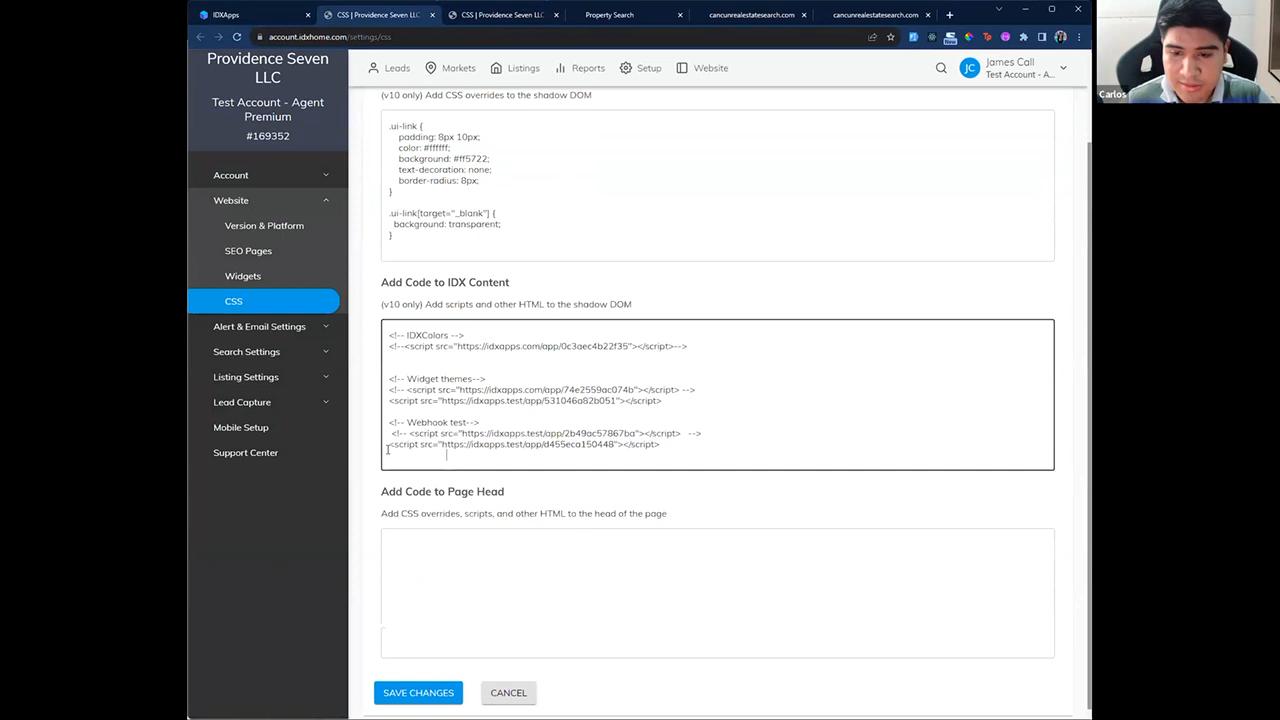 IDXApps
CSS | Providence Seven LLC
CSS | Providence Seven LLC
Property Search
cancunrealestatesearch.com
cancunrealestatesearch.com
account.idxhome.com/settings/css
Providence Seven
LLC
Test Account - Agent
Premium
#169352
Leads
Markets
Listings
Reports
Setup
Website
JC
James Call
Test Account - A...
Carlos
Account
Website
Version & Platform
SEO Pages
Widgets
CSS
Alert & Email Settings
Search Settings
Listing Settings
Lead Capture
Mobile Setup
Support Center
(v10 only) Add CSS overrides to the shadow DOM
.ui-link {
padding: 8px 10px;
color: #ffffff;
background: #ff5722;
text-decoration: none;
border-radius: 8px;
}
.ui-link[target="_blank"] {
background: transparent;
}
Add Code to IDX Content
(v10 only) Add scripts and other HTML to the shadow DOM
<!-- IDXColors -->
<!--<script src="https://idxapps.com/app/0c3aec4b22f35"></script>-->
<!-- Widget themes-->
<!-- <script src="https://idxapps.com/app/74e2559ac074b"></script> -->
<script src="https://idxapps.test/app/531046a82b051"></script>
<!-- Webhook test-->
<!-- <script src="https://idxapps.test/app/2b49ac57867ba"></script> -->
<script src="https://idxapps.test/app/d455eca150448"></script>
Add Code to Page Head
Add CSS overrides, scripts, and other HTML to the head of the page
SAVE CHANGES
CANCEL